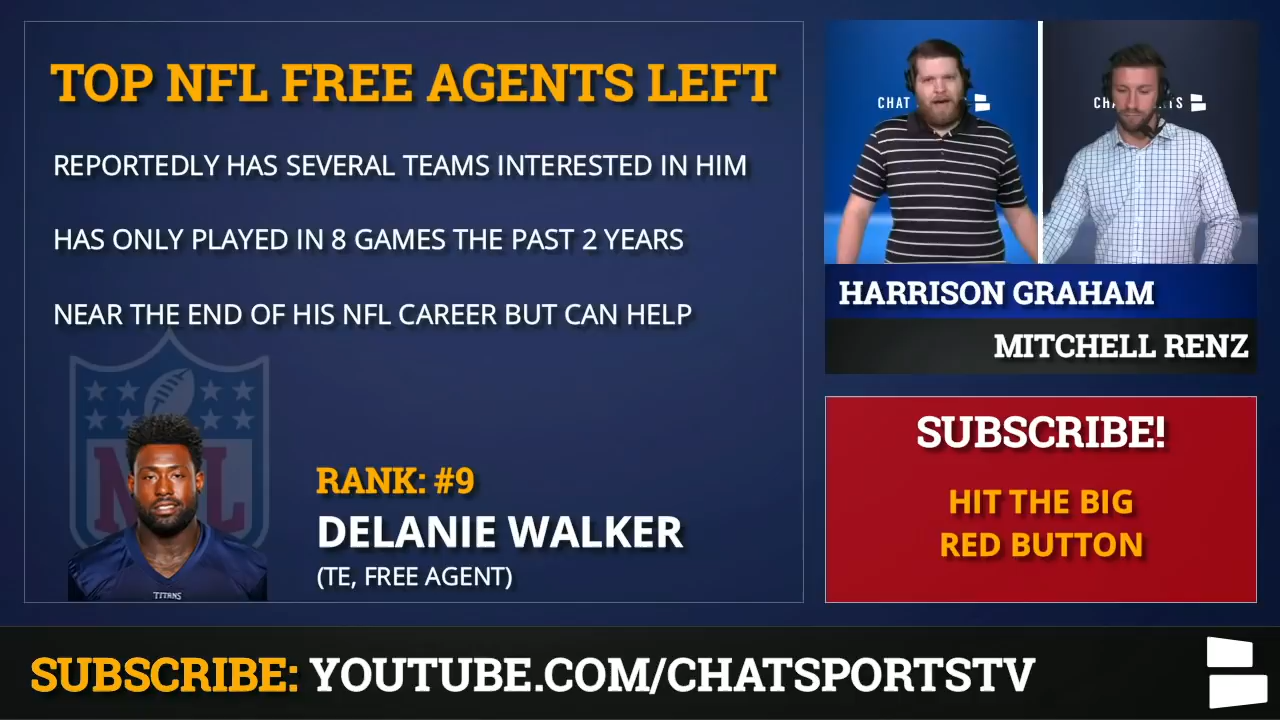 TOP NFL FREE AGENTS LEFT
REPORTEDLY HAS SEVERAL TEAMS INTERESTED IN HIM
HAS ONLY PLAYED IN 8 GAMES THE PAST 2 YEARS
NEAR THE END OF HIS NFL CAREER BUT CAN HELP
NFL
TITANS
RANK: #9
DELANIE WALKER
(TE, FREE AGENT)
CHAT
HARRISON GRAHAM
MITCHELL RENZ
SUBSCRIBE!
HIT THE BIG
RED BUTTON
SUBSCRIBE: YOUTUBE.COM/CHATSPORTSTV